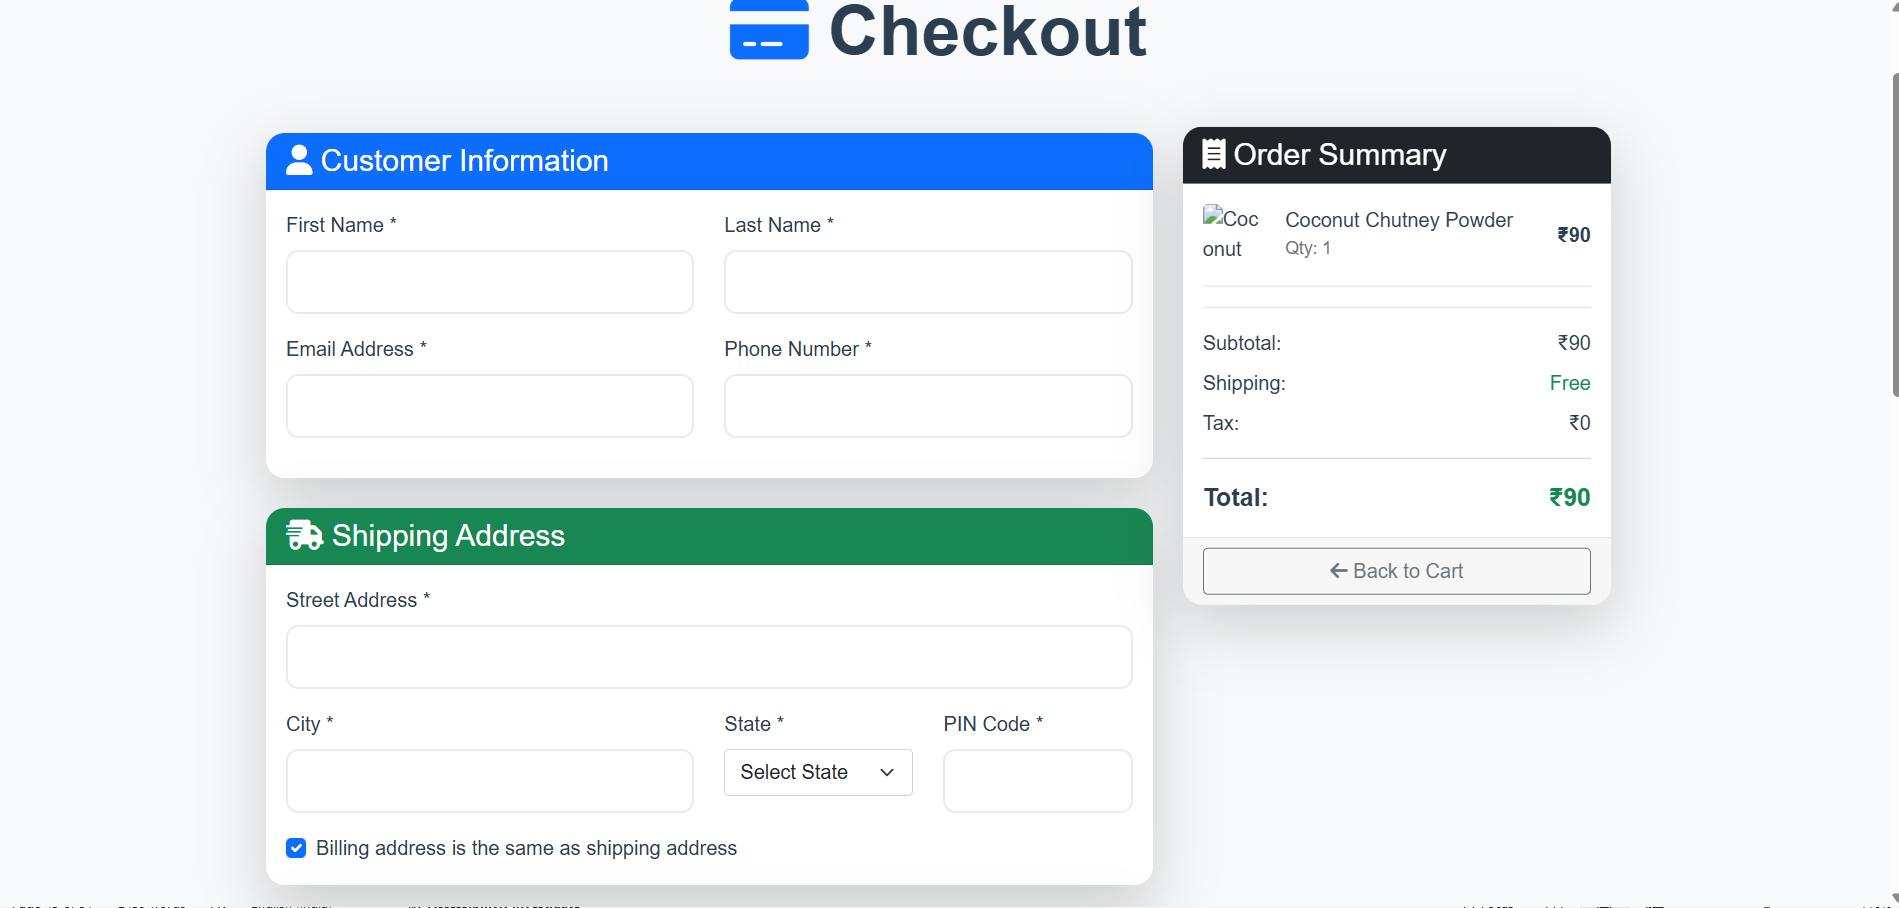 Checkout
Customer Information
First Name *
Last Name *
Email Address *
Phone Number *
Shipping Address
Street Address *
City *
State *
PIN Code *
Select State
Billing address is the same as shipping address
Order Summary
Coc
onut
Coconut Chutney Powder
₹90
Qty: 1
Subtotal: ₹90
Shipping: Free
Tax: ₹0
Total: ₹90
Back to Cart